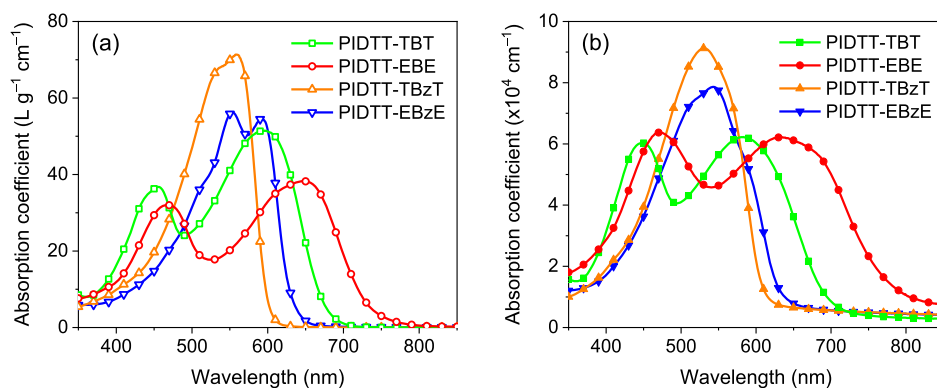 (a)
PIDTT-TBT
PIDTT-EBE
PIDTT-TBzT
PIDTT-EBzE
Absorption coefficient (L g⁻¹ cm⁻¹)
80
60
40
20
0
400 500 600 700 800
Wavelength (nm)
(b)
PIDTT-TBT
PIDTT-EBE
PIDTT-TBzT
PIDTT-EBzE
Absorption coefficient (x10⁴ cm⁻¹)
10
8
6
4
2
0
400 500 600 700 800
Wavelength (nm)